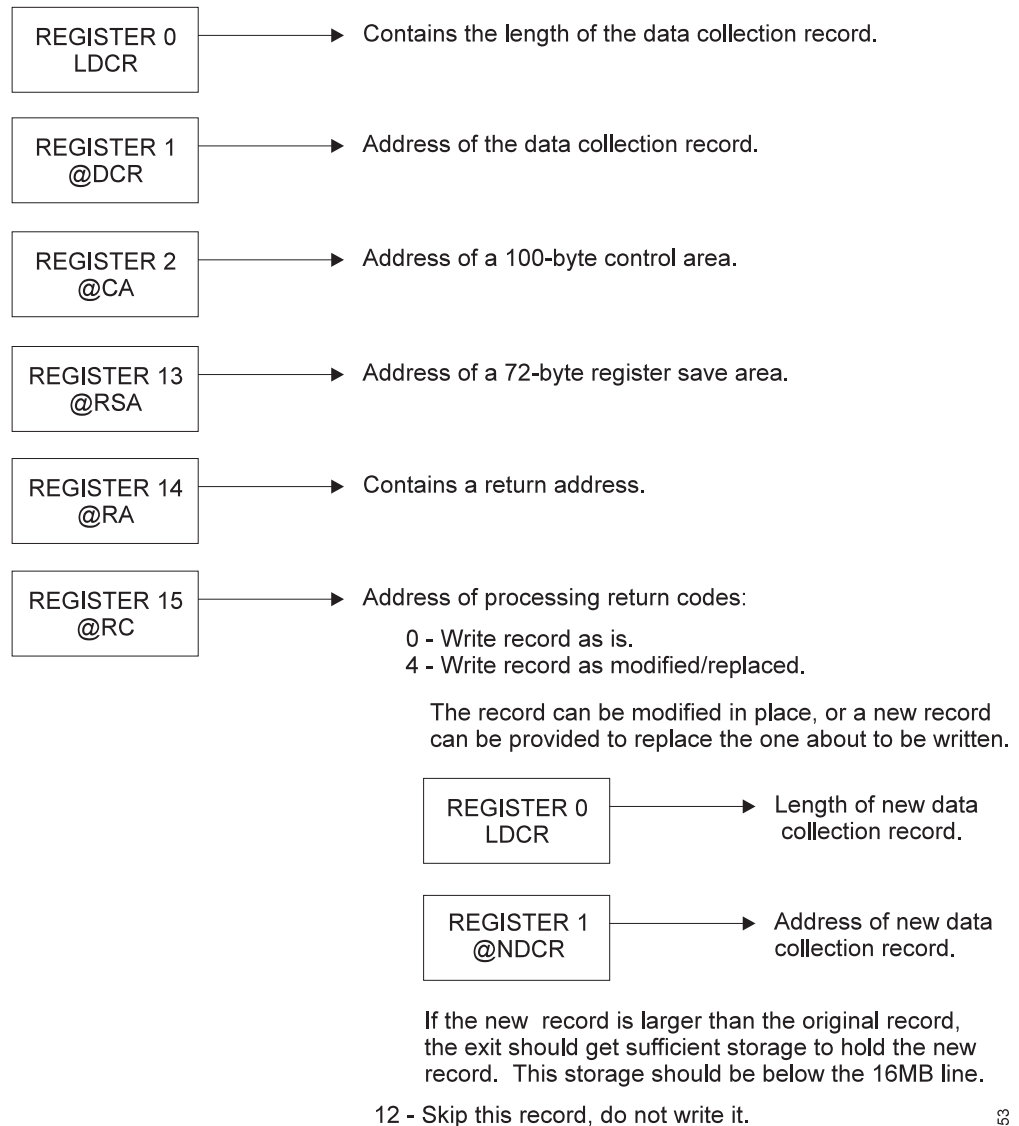 REGISTER 0
LDCR
Contains the length of the data collection record.
REGISTER 1
@DCR
Address of the data collection record.
REGISTER 2
@CA
Address of a 100-byte control area.
REGISTER 13
@RSA
Address of a 72-byte register save area.
REGISTER 14
@RA
Contains a return address.
REGISTER 15
@RC
Address of processing return codes:
0 - Write record as is.
4 - Write record as modified/replaced.
The record can be modified in place, or a new record
can be provided to replace the one about to be written.
REGISTER 0
LDCR
Length of new data
collection record.
REGISTER 1
@NDCR
Address of new data
collection record.
If the new record is larger than the original record,
the exit should get sufficient storage to hold the new
record. This storage should be below the 16MB line.
12 - Skip this record, do not write it.
53